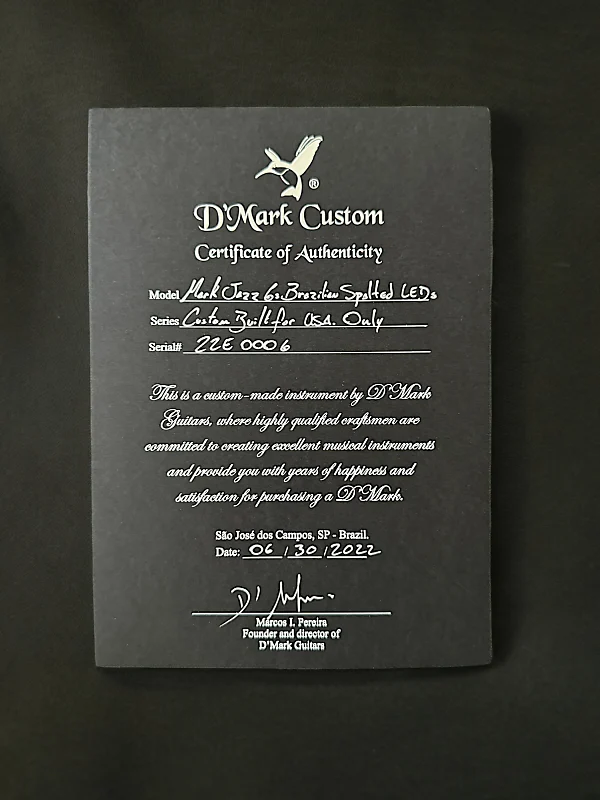 ®
D'Mark Custom
Certificate of Authenticity
Model Mark Jazz 6s. Brazilian Spalted LEDs
Series Custom Built for USA. Only
Serial# 22E 0006
This is a custom-made instrument by D'Mark
Guitars, where highly qualified craftsmen are
committed to creating excellent musical instruments
and provide you with years of happiness and
satisfaction for purchasing a D'Mark.
São José dos Campos, SP - Brazil.
Date: 06 / 30 / 2022
Marcos I. Pereira
Founder and director of
D'Mark Guitars